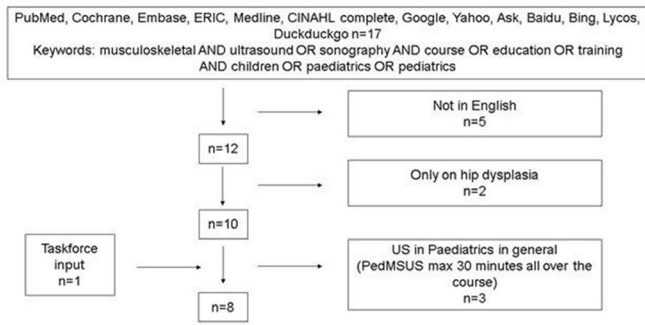 PubMed, Cochrane, Embase, ERIC, Medline, CINAHL complete, Google, Yahoo, Ask, Baidu, Bing, Lycos,
Duckduckgo n=17
Keywords: musculoskeletal AND ultrasound OR sonography AND course OR education OR training
AND children OR paediatrics OR pediatrics
Not in English
n=5
n=12
Only on hip dysplasia
n=2
n=10
Taskforce
input
n=1
US in Paediatrics in general
(PedMSUS max 30 minutes all over the
course)
n=3
n=8